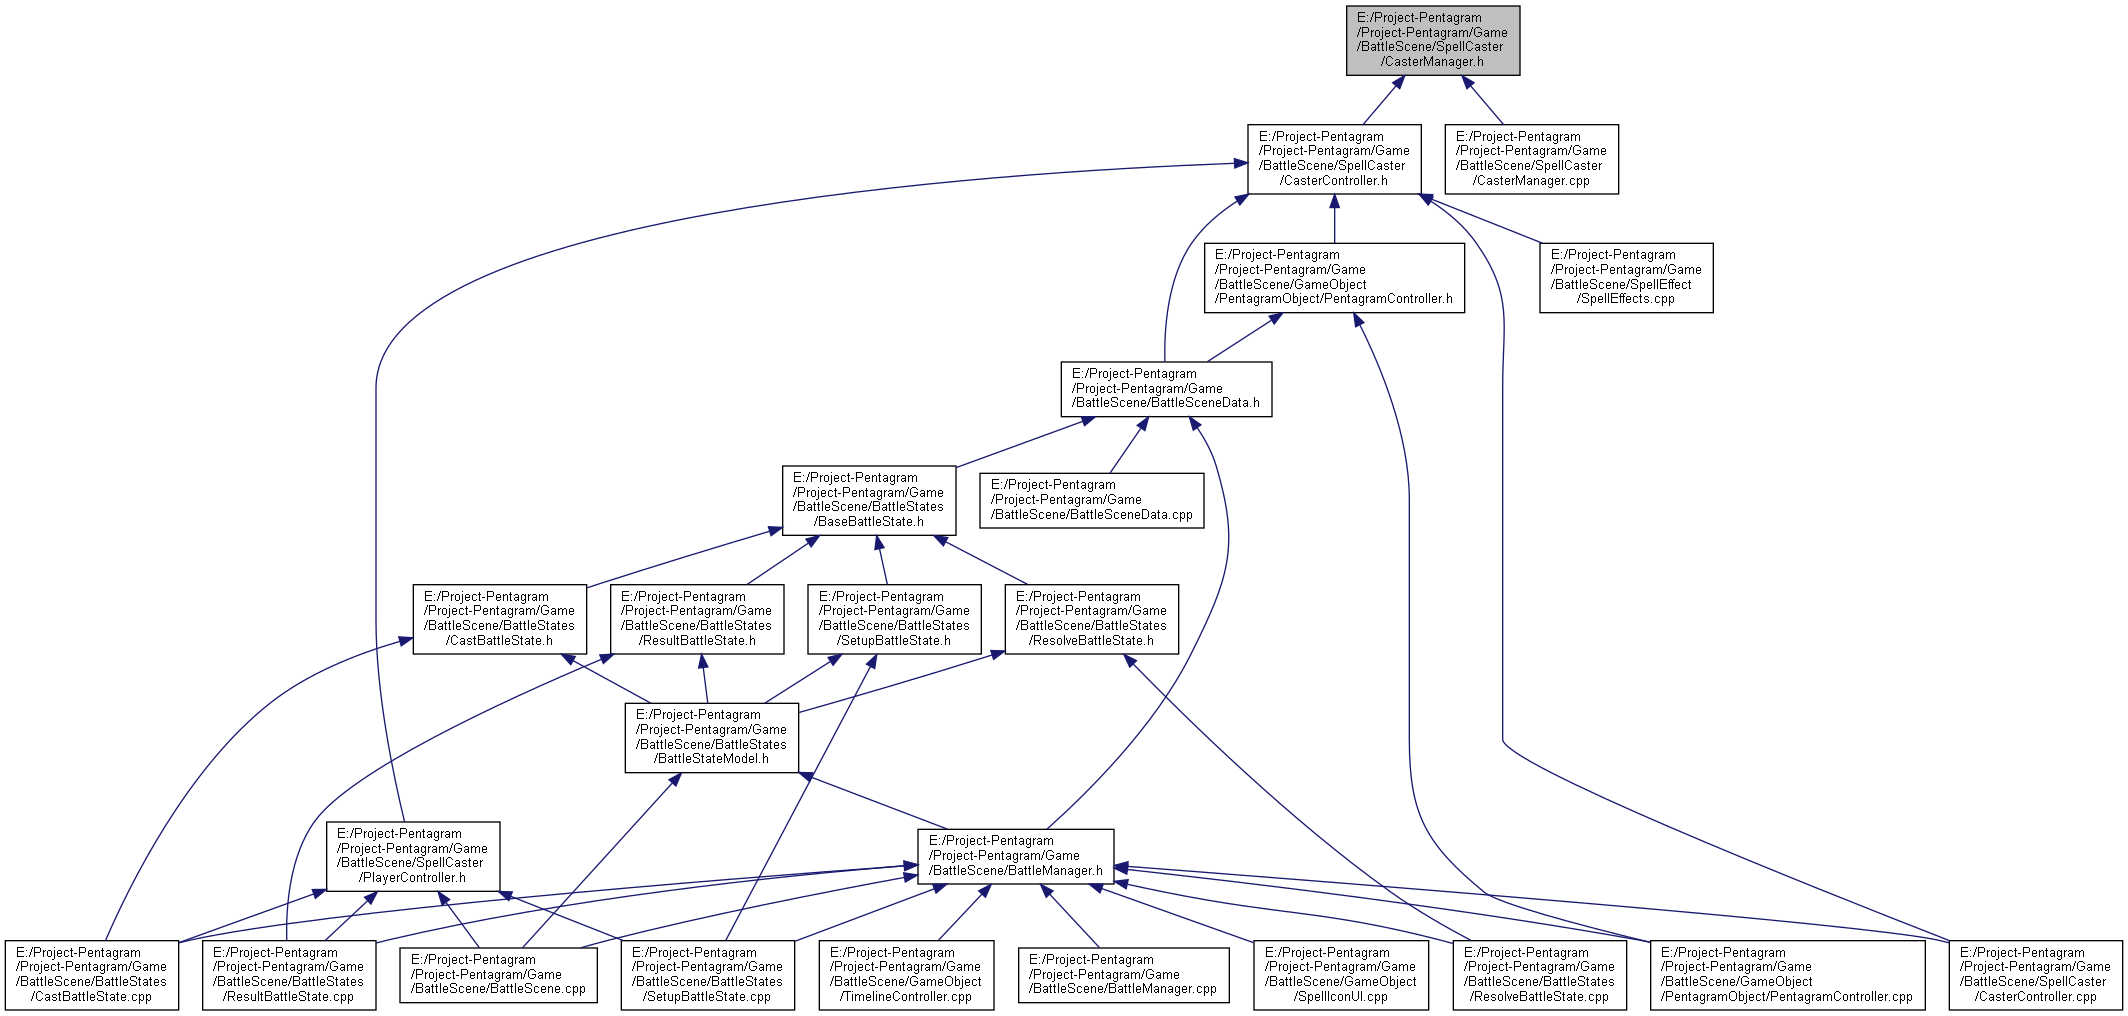 E:/Project-Pentagram
/Project-Pentagram/Game
/BattleScene/SpellCaster
/CasterManager.h
E:/Project-Pentagram
/Project-Pentagram/Game
/BattleScene/SpellCaster
/CasterController.h
E:/Project-Pentagram
/Project-Pentagram/Game
/BattleScene/SpellCaster
/CasterManager.cpp
E:/Project-Pentagram
/Project-Pentagram/Game
/BattleScene/GameObject
/PentagramObject/PentagramController.h
E:/Project-Pentagram
/Project-Pentagram/Game
/BattleScene/SpellEffect
/SpellEffects.cpp
E:/Project-Pentagram
/Project-Pentagram/Game
/BattleScene/BattleSceneData.h
E:/Project-Pentagram
/Project-Pentagram/Game
/BattleScene/BattleStates
/BaseBattleState.h
E:/Project-Pentagram
/Project-Pentagram/Game
/BattleScene/BattleSceneData.cpp
E:/Project-Pentagram
/Project-Pentagram/Game
/BattleScene/BattleStates
/CastBattleState.h
E:/Project-Pentagram
/Project-Pentagram/Game
/BattleScene/BattleStates
/ResultBattleState.h
E:/Project-Pentagram
/Project-Pentagram/Game
/BattleScene/BattleStates
/SetupBattleState.h
E:/Project-Pentagram
/Project-Pentagram/Game
/BattleScene/BattleStates
/ResolveBattleState.h
E:/Project-Pentagram
/Project-Pentagram/Game
/BattleScene/BattleStates
/BattleStateModel.h
E:/Project-Pentagram
/Project-Pentagram/Game
/BattleScene/SpellCaster
/PlayerController.h
E:/Project-Pentagram
/Project-Pentagram/Game
/BattleScene/BattleManager.h
E:/Project-Pentagram
/Project-Pentagram/Game
/BattleScene/BattleStates
/CastBattleState.cpp
E:/Project-Pentagram
/Project-Pentagram/Game
/BattleScene/BattleStates
/ResultBattleState.cpp
E:/Project-Pentagram
/Project-Pentagram/Game
/BattleScene/BattleScene.cpp
E:/Project-Pentagram
/Project-Pentagram/Game
/BattleScene/BattleStates
/SetupBattleState.cpp
E:/Project-Pentagram
/Project-Pentagram/Game
/BattleScene/GameObject
/TimelineController.cpp
E:/Project-Pentagram
/Project-Pentagram/Game
/BattleScene/BattleManager.cpp
E:/Project-Pentagram
/Project-Pentagram/Game
/BattleScene/GameObject
/SpellIconUI.cpp
E:/Project-Pentagram
/Project-Pentagram/Game
/BattleScene/BattleStates
/ResolveBattleState.cpp
E:/Project-Pentagram
/Project-Pentagram/Game
/BattleScene/GameObject
/PentagramObject/PentagramController.cpp
E:/Project-Pentagram
/Project-Pentagram/Game
/BattleScene/SpellCaster
/CasterController.cpp